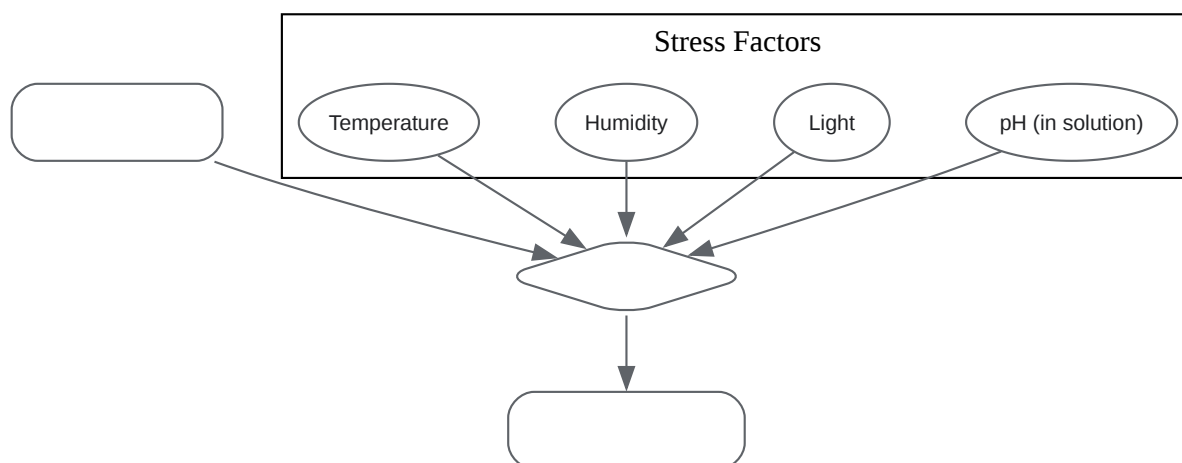 Stress Factors
Temperature
Humidity
Light
pH (in solution)